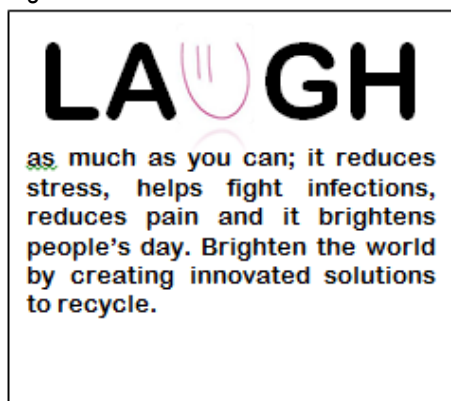 LAUGH
as much as you can; it reduces
stress, helps fight infections,
reduces pain and it brightens
people's day. Brighten the world
by creating innovated solutions
to recycle.